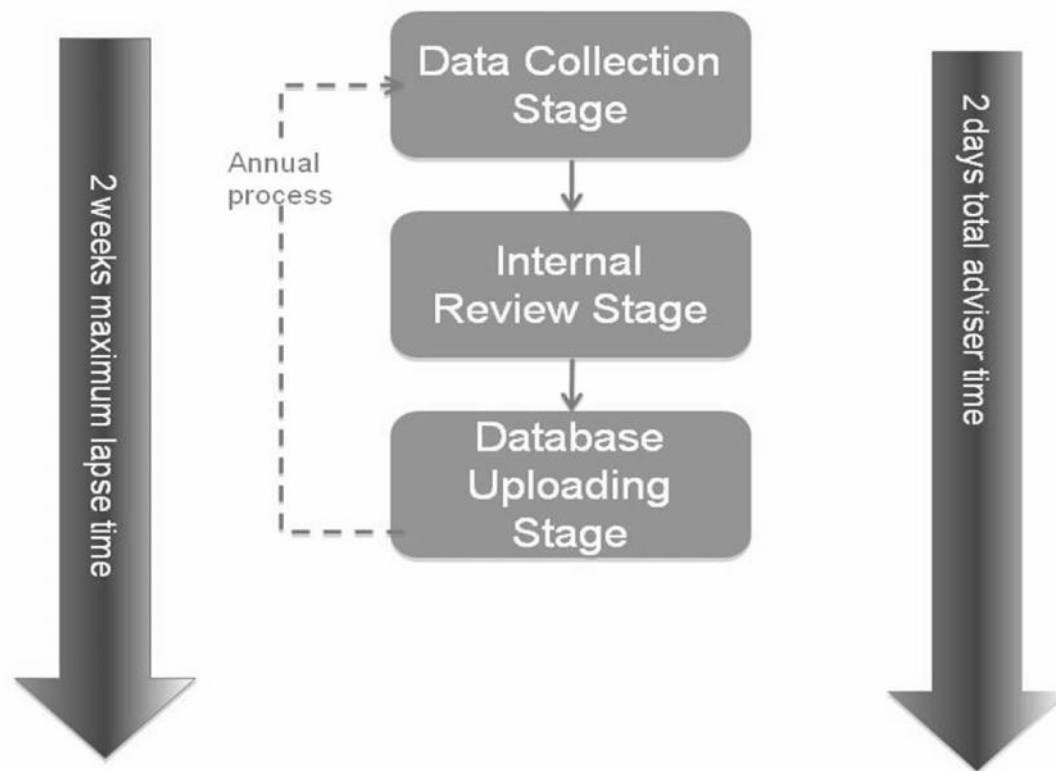 Data Collection
Stage
Annual
process
Internal
Review Stage
Database
Uploading
Stage
2 weeks maximum lapse time
2 days total adviser time